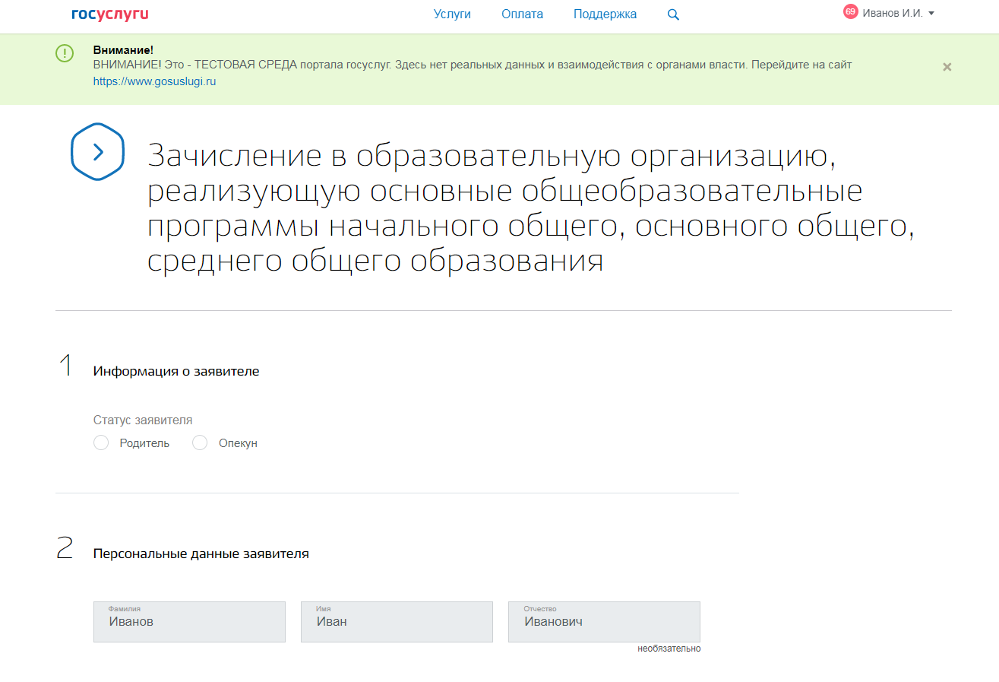 госуслуги
Услуги Оплата Поддержка
69 Иванов И.И.
Внимание!
ВНИМАНИЕ! Это - ТЕСТОВАЯ СРЕДА портала госуслуг. Здесь нет реальных данных и взаимодействия с органами власти. Перейдите на сайт
https://www.gosuslugi.ru
Зачисление в образовательную организацию,
реализующую основные общеобразовательные
программы начального общего, основного общего,
среднего общего образования
1 Информация о заявителе
Статус заявителя
Родитель Опекун
2 Персональные данные заявителя
Фамилия Имя Отчество
Иванов Иван Иванович
необязательно